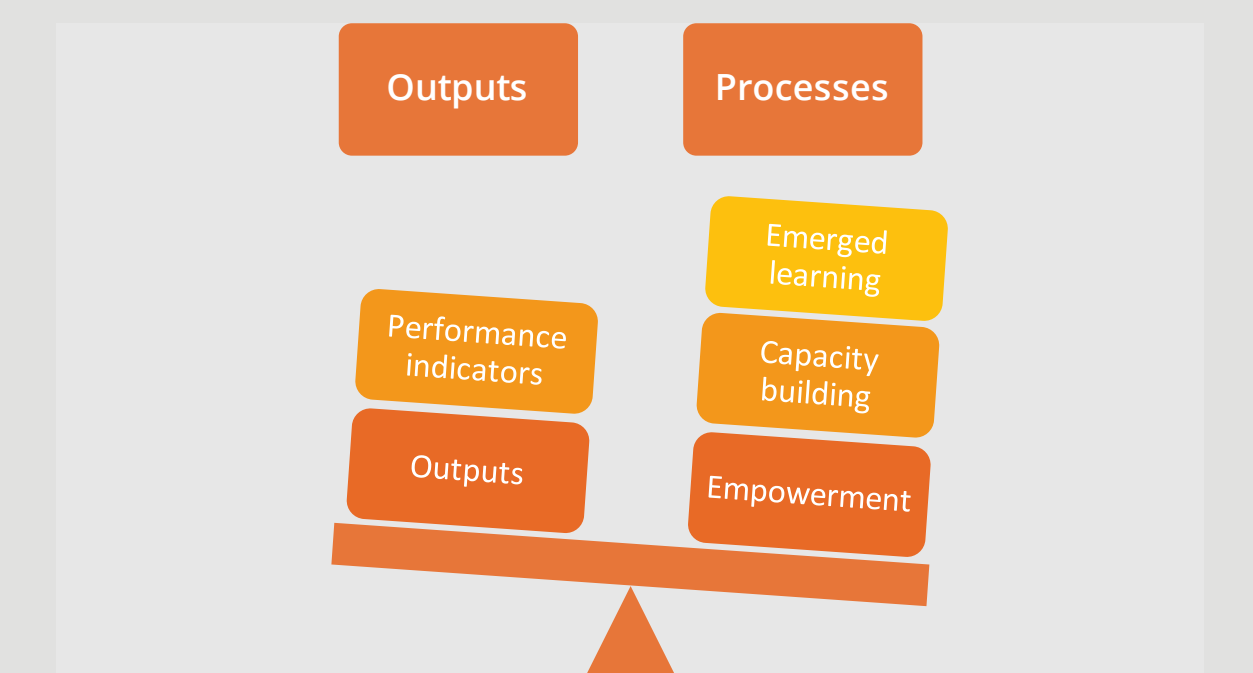 Outputs
Processes
Performance
indicators
Outputs
Emerged
learning
Capacity
building
Empowerment